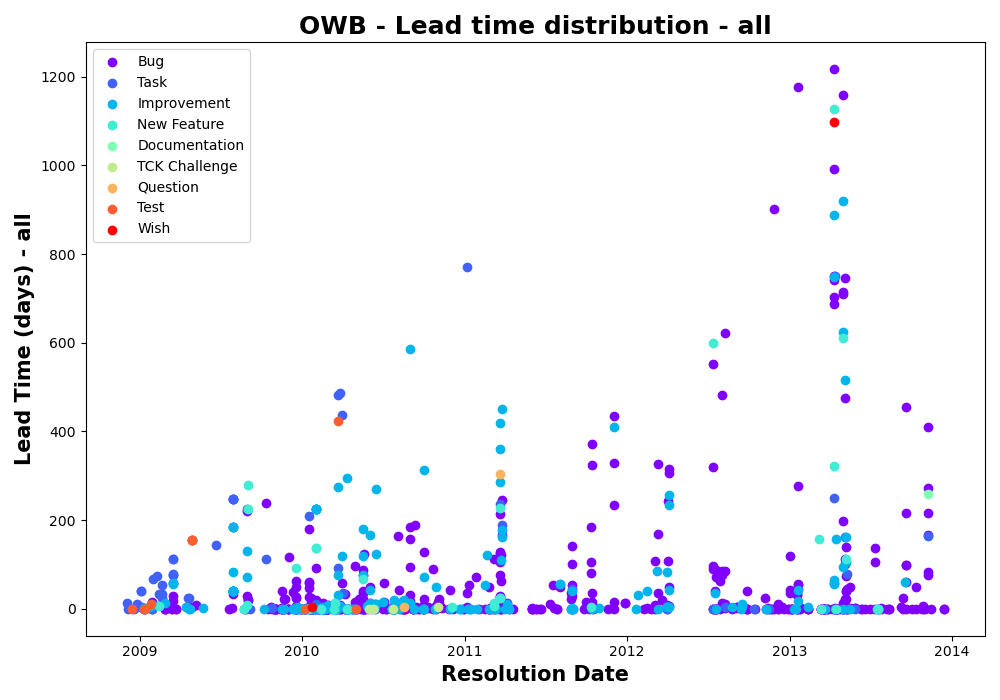 OWB - Lead time distribution - all
Bug
Task
Improvement
New Feature
Documentation
TCK Challenge
Question
Test
Wish
Lead Time (days) - all
1200
1000
800
600
400
200
0
2009 2010 2011 2012 2013 2014
Resolution Date